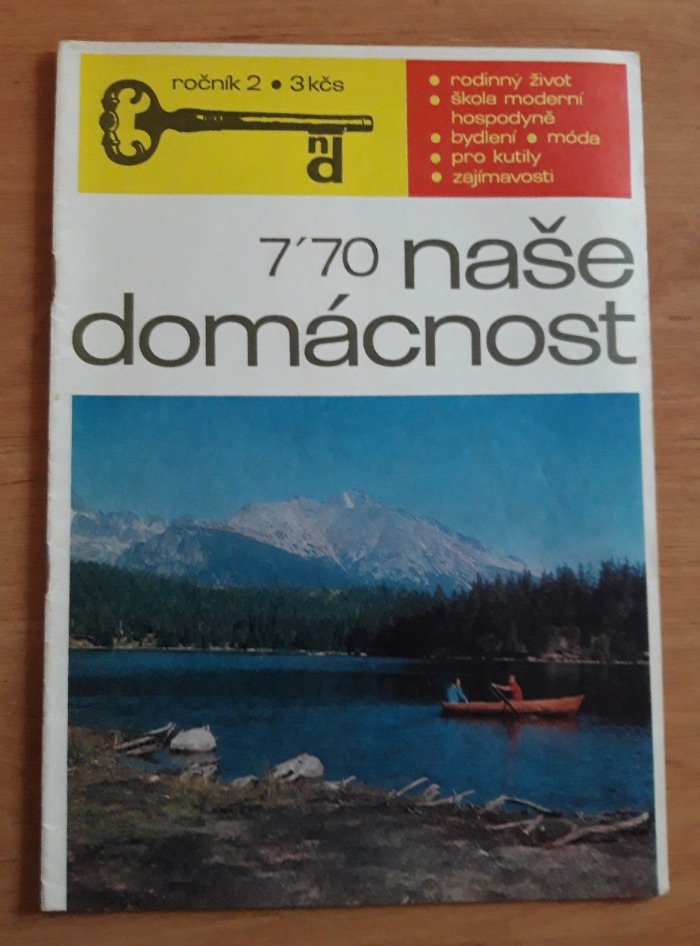 ročník 2 • 3 kčs
nd
• rodinný život
• škola moderní
hospodyně
• bydlení • móda
• pro kutily
• zajímavosti
7´70 naše
domácnost